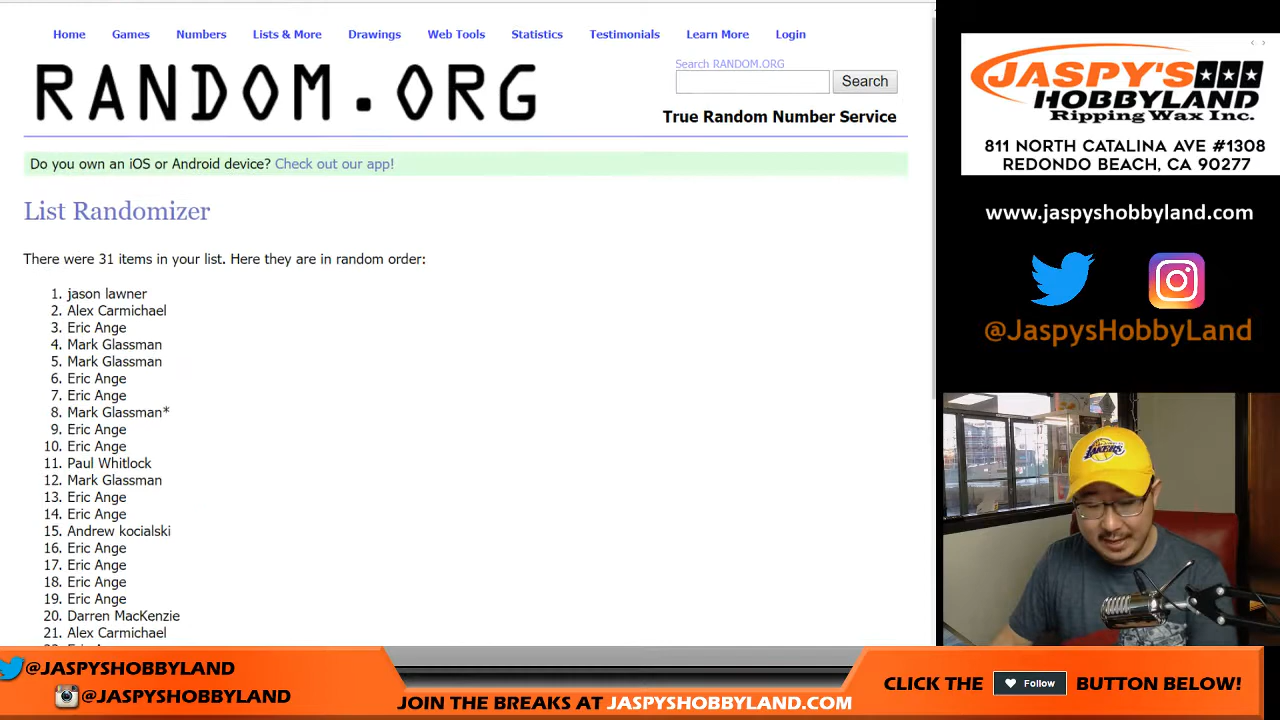 Home Games Numbers Lists & More Drawings Web Tools Statistics Testimonials Learn More Login
RANDOM.ORG
Search RANDOM.ORG
Search
True Random Number Service
Do you own an iOS or Android device? Check out our app!
List Randomizer
There were 31 items in your list. Here they are in random order:
1. jason lawner
2. Alex Carmichael
3. Eric Ange
4. Mark Glassman
5. Mark Glassman
6. Eric Ange
7. Eric Ange
8. Mark Glassman*
9. Eric Ange
10. Eric Ange
11. Paul Whitlock
12. Mark Glassman
13. Eric Ange
14. Eric Ange
15. Andrew kocialski
16. Eric Ange
17. Eric Ange
18. Eric Ange
19. Eric Ange
20. Darren MacKenzie
21. Alex Carmichael
JASPY'S
HOBBYLAND
Ripping Wax Inc.
811 NORTH CATALINA AVE #1308
REDONDO BEACH, CA 90277
www.jaspyshobbyland.com
@JaspysHobbyLand
LAKERS
@JASPYSHOBBYLAND
@JASPYSHOBBYLAND
JOIN THE BREAKS AT JASPYSHOBBYLAND.COM
CLICK THE Follow BUTTON BELOW!